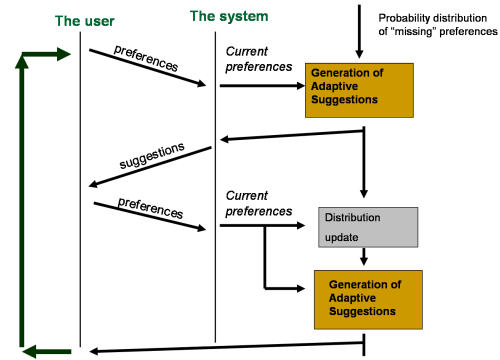 The user
The system
Probability distribution
of "missing" preferences
preferences
Current
preferences
Generation of
Adaptive
Suggestions
suggestions
preferences
Current
preferences
Distribution
update
Generation of
Adaptive
Suggestions